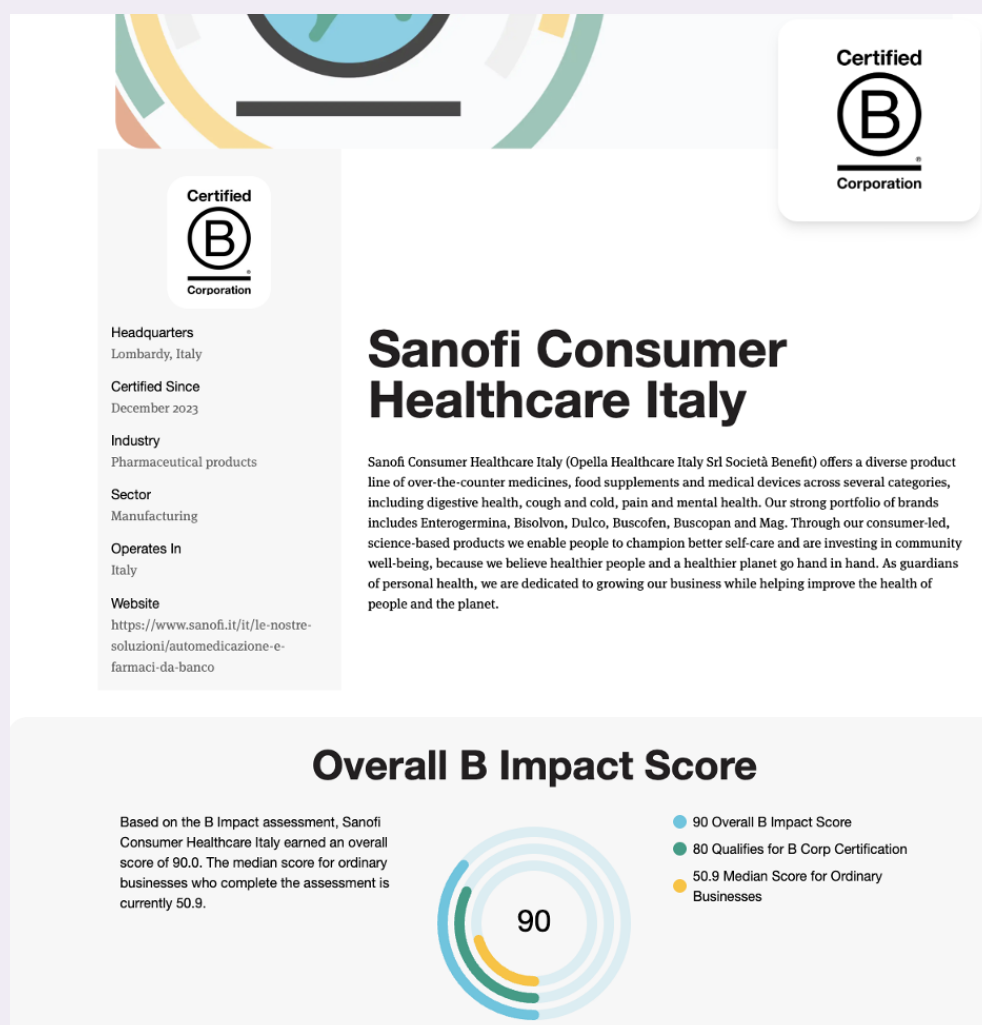 Certified
B
®
Corporation
Certified
B
®
Corporation
Headquarters
Lombardy, Italy
Certified Since
December 2023
Industry
Pharmaceutical products
Sector
Manufacturing
Operates In
Italy
Website
https://www.sanofi.it/it/le-nostre-
soluzioni/automedicazione-e-
farmaci-da-banco
Sanofi Consumer
Healthcare Italy
Sanofi Consumer Healthcare Italy (Opella Healthcare Italy Srl Società Benefit) offers a diverse product
line of over-the-counter medicines, food supplements and medical devices across several categories,
including digestive health, cough and cold, pain and mental health. Our strong portfolio of brands
includes Enterogermina, Bisolvon, Dulco, Buscofen, Buscopan and Mag. Through our consumer-led,
science-based products we enable people to champion better self-care and are investing in community
well-being, because we believe healthier people and a healthier planet go hand in hand. As guardians
of personal health, we are dedicated to growing our business while helping improve the health of
people and the planet.
Overall B Impact Score
Based on the B Impact assessment, Sanofi
Consumer Healthcare Italy earned an overall
score of 90.0. The median score for ordinary
businesses who complete the assessment is
currently 50.9.
90
90 Overall B Impact Score
80 Qualifies for B Corp Certification
50.9 Median Score for Ordinary
Businesses